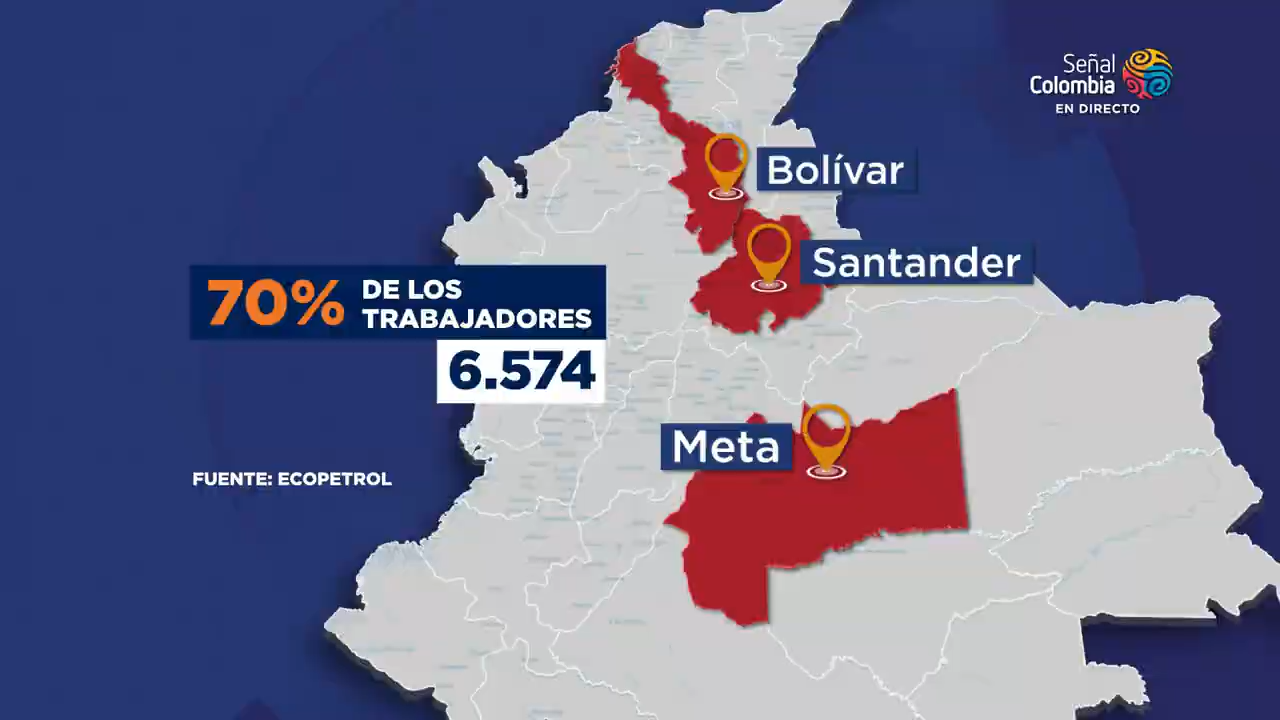 Señal
Colombia
EN DIRECTO
Bolívar
Santander
70% DE LOS
TRABAJADORES
6.574
Meta
FUENTE: ECOPETROL